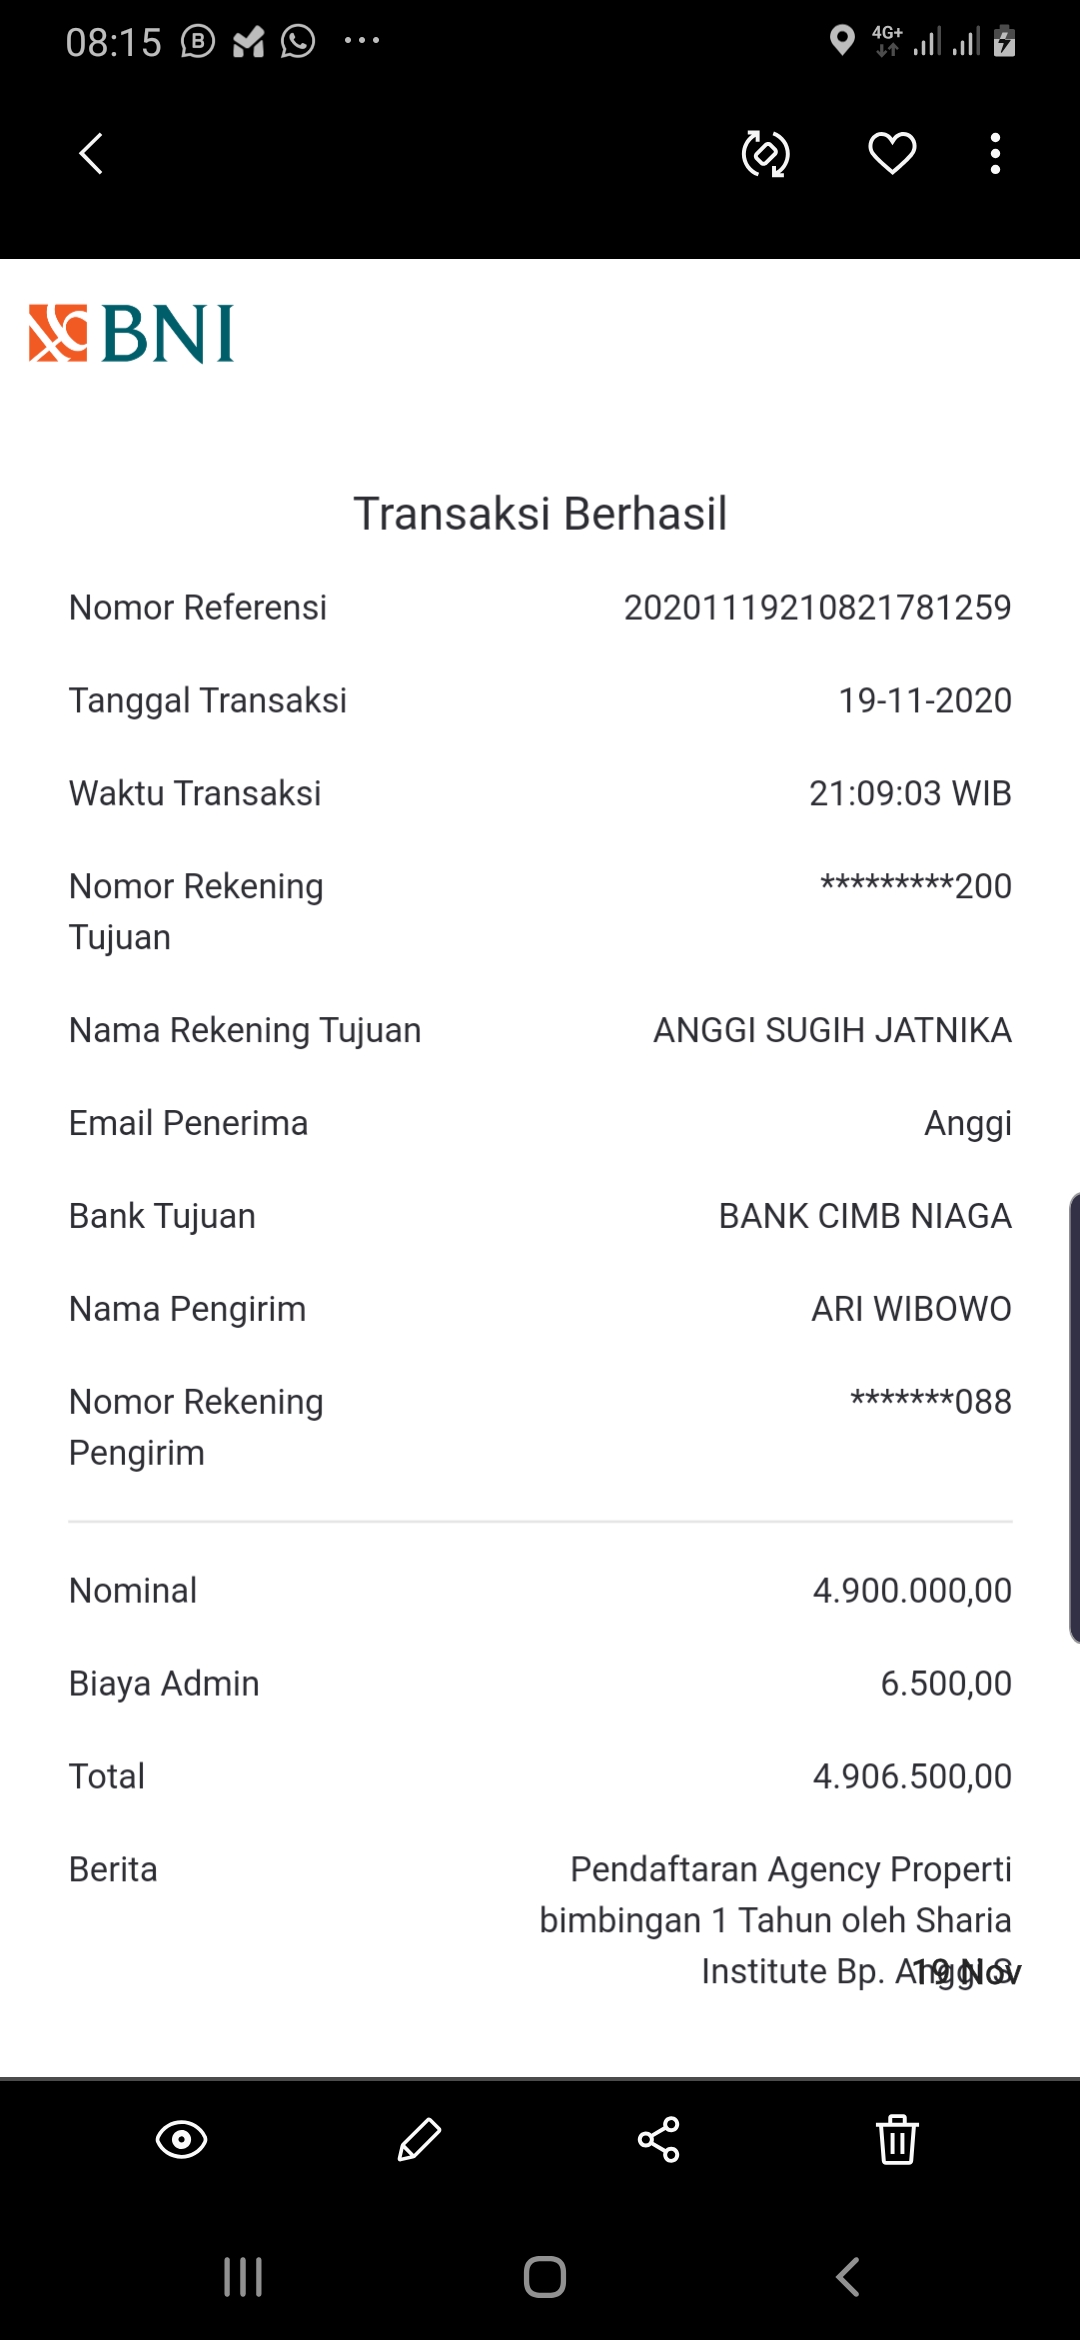 08:15
4G+
BNI
Transaksi Berhasil
Nomor Referensi 20201119210821781259
Tanggal Transaksi 19-11-2020
Waktu Transaksi 21:09:03 WIB
Nomor Rekening Tujuan *********200
Nama Rekening Tujuan ANGGI SUGIH JATNIKA
Email Penerima Anggi
Bank Tujuan BANK CIMB NIAGA
Nama Pengirim ARI WIBOWO
Nomor Rekening Pengirim *******088
Nominal 4.900.000,00
Biaya Admin 6.500,00
Total 4.906.500,00
Berita Pendaftaran Agency Properti
bimbingan 1 Tahun oleh Sharia
Institute Bp. Anggi S
19 Nov